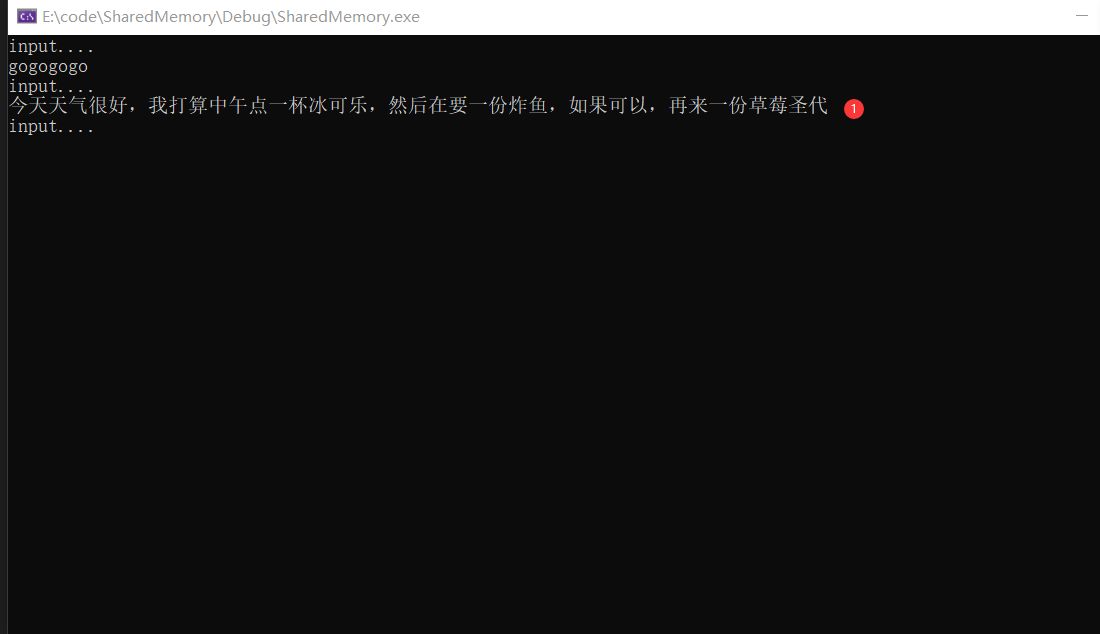 E:\code\SharedMemory\Debug\SharedMemory.exe
input....
gogogogo
input....
今天天气很好，我打算中午点一杯冰可乐，然后在要一份炸鱼，如果可以，再来一份草莓圣代 1
input....